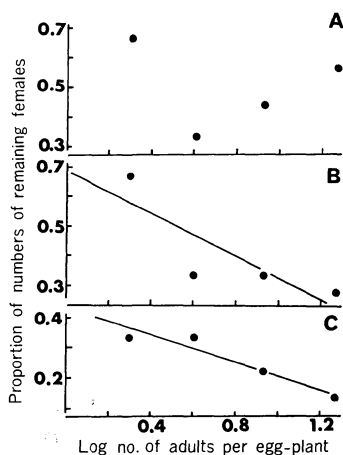 A
0.7
0.5
0.3
B
0.7
0.5
0.3
C
0.4
0.2
0.4 0.8 1.2
Log no. of adults per egg-plant
Proportion of numbers of remaining females